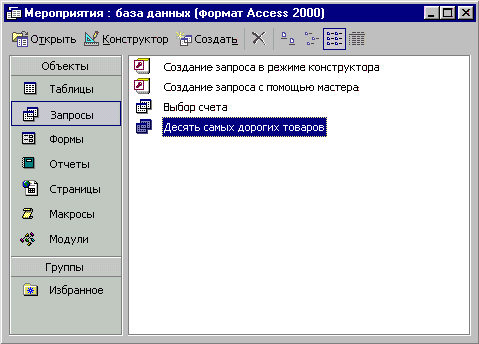 Мероприятия : база данных (формат Access 2000)
Открыть Конструктор Создать
Объекты
Таблицы
Запросы
Формы
Отчеты
Страницы
Макросы
Модули
Группы
Избранное
Создание запроса в режиме конструктора
Создание запроса с помощью мастера
Выбор счета
Десять самых дорогих товаров